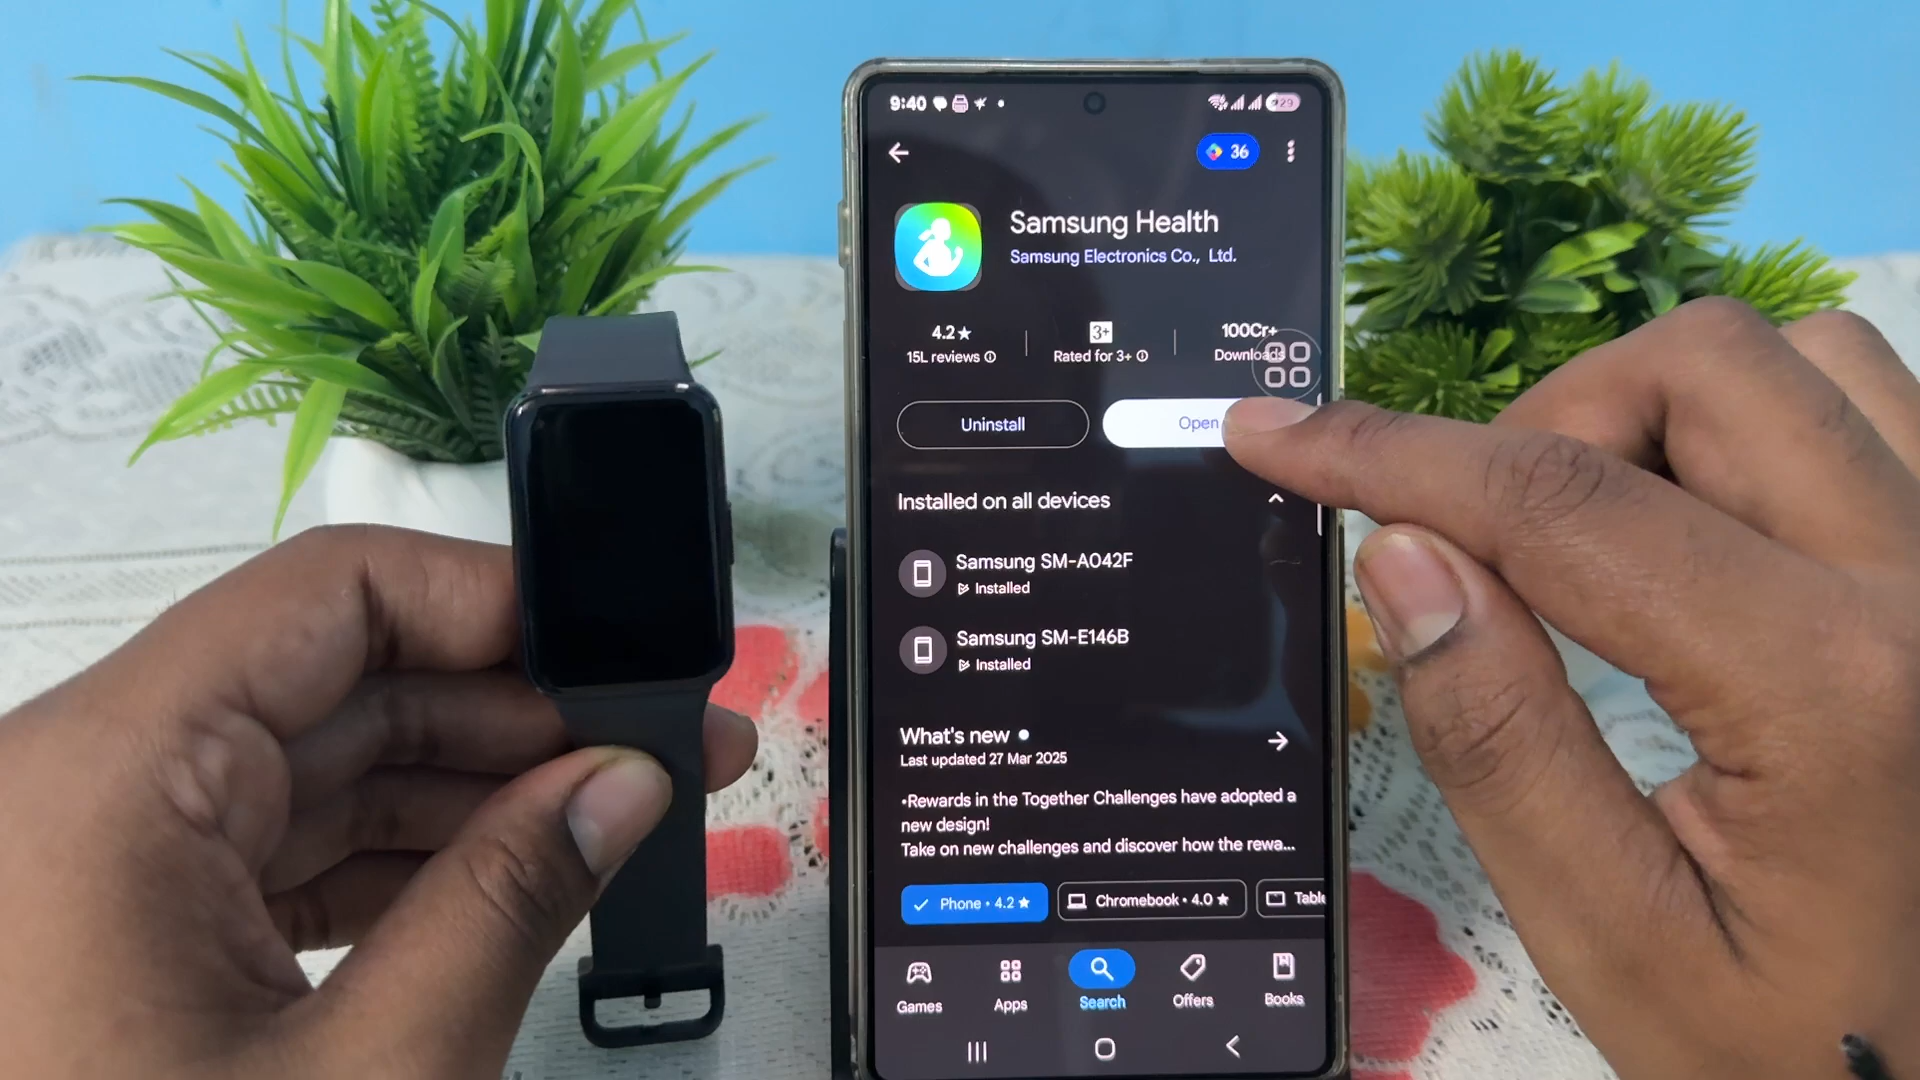 9:40
29
36
Samsung Health
Samsung Electronics Co., Ltd.
4.2★
15L reviews
3+
Rated for 3+
100Cr+
Downloads
Uninstall
Open
Installed on all devices
Samsung SM-A042F
Installed
Samsung SM-E146B
Installed
What's new
Last updated 27 Mar 2025
•Rewards in the Together Challenges have adopted a
new design!
Take on new challenges and discover how the rewa...
Phone • 4.2 ★
Chromebook • 4.0 ★
Table
Games
Apps
Search
Offers
Books